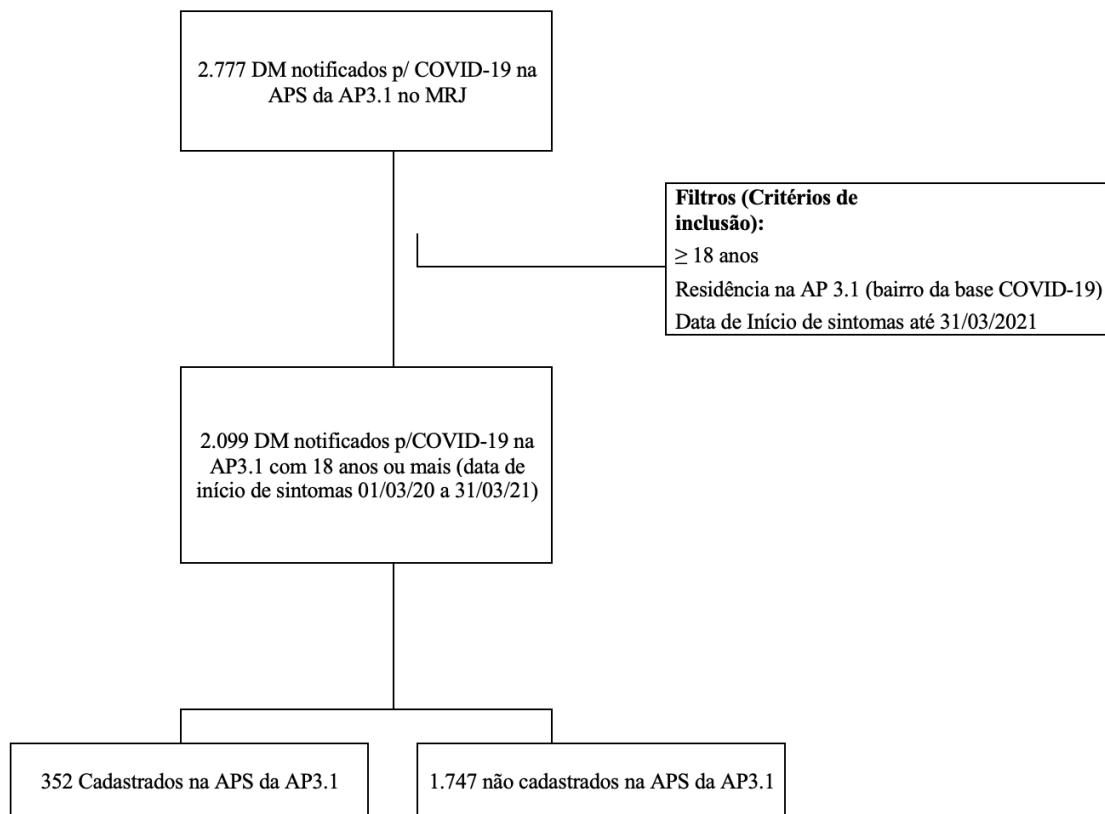 2.777 DM notificados p/ COVID-19 na
APS da AP3.1 no MRJ
Filtros (Critérios de
inclusão):
≥ 18 anos
Residência na AP 3.1 (bairro da base COVID-19)
Data de Início de sintomas até 31/03/2021
2.099 DM notificados p/COVID-19 na
AP3.1 com 18 anos ou mais (data de
início de sintomas 01/03/20 a 31/03/21)
352 Cadastrados na APS da AP3.1
1.747 não cadastrados na APS da AP3.1